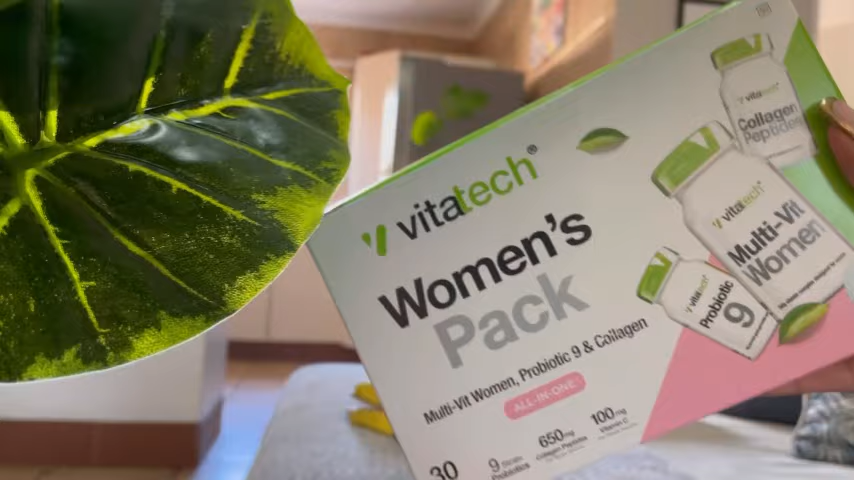 vitatech®
Women's
Pack
Multi-Vit Women, Probiotic 9 & Collagen
ALL-IN-ONE
30
9 Strain
Probiotics
650mg
Collagen Peptides
100mg
Vitamin C
vitatech
Collagen
Peptides
vitatech
Multi-Vit
Women
vitatech
Probiotic
9